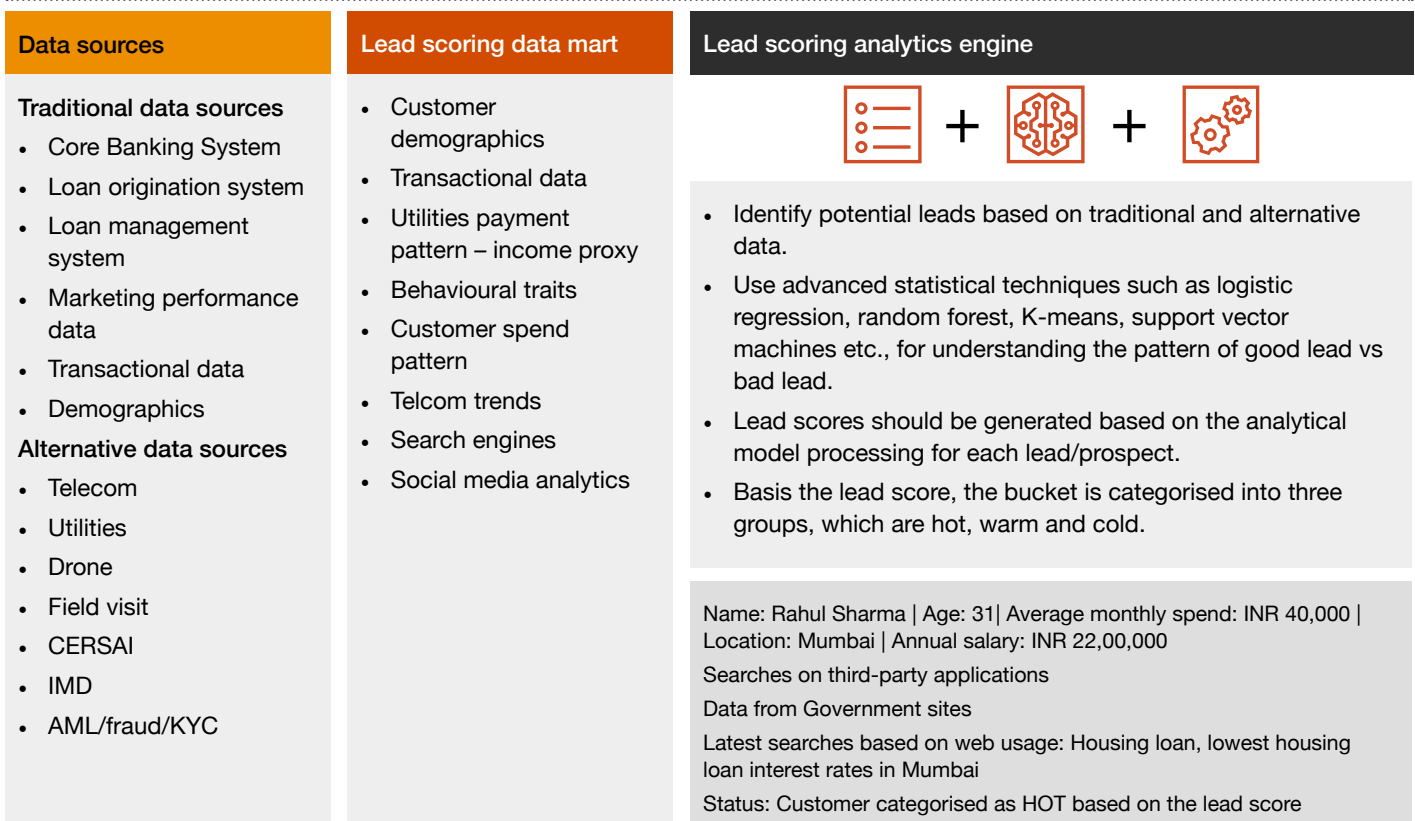 Data sources
Traditional data sources
• Core Banking System
• Loan origination system
• Loan management
system
• Marketing performance
data
• Transactional data
• Demographics
Alternative data sources
• Telecom
• Utilities
• Drone
• Field visit
• CERSAI
• IMD
• AML/fraud/KYC
Lead scoring data mart
• Customer
demographics
• Transactional data
• Utilities payment
pattern – income proxy
• Behavioural traits
• Customer spend
pattern
• Telcom trends
• Search engines
• Social media analytics
Lead scoring analytics engine
+ +
• Identify potential leads based on traditional and alternative
data.
• Use advanced statistical techniques such as logistic
regression, random forest, K-means, support vector
machines etc., for understanding the pattern of good lead vs
bad lead.
• Lead scores should be generated based on the analytical
model processing for each lead/prospect.
• Basis the lead score, the bucket is categorised into three
groups, which are hot, warm and cold.
Name: Rahul Sharma | Age: 31| Average monthly spend: INR 40,000 |
Location: Mumbai | Annual salary: INR 22,00,000
Searches on third-party applications
Data from Government sites
Latest searches based on web usage: Housing loan, lowest housing
loan interest rates in Mumbai
Status: Customer categorised as HOT based on the lead score